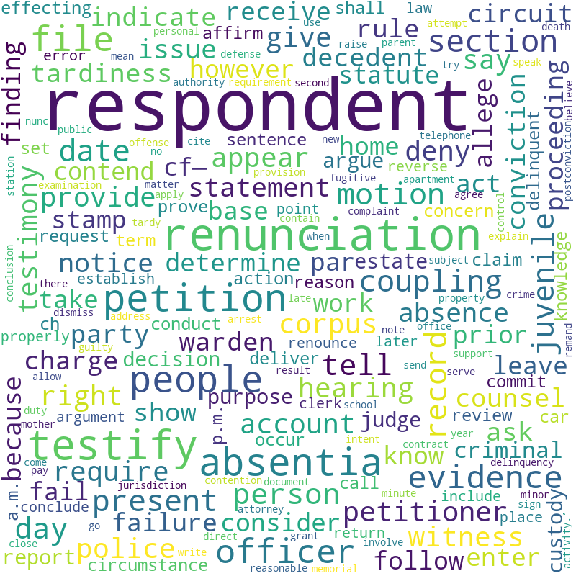 effecting indicate receive shall law circuit
file affirm give rule section
error issue decedent say
mean however use raise parent death
tardiness statute attempt try speak
personal defense
authority requirement second
respondent
finding allege proceeding
nunc public set date
offense cite no sentence new telephone
home deny conviction delinquent
postconviction believe
contend appear cf— argue reverse act
station examination matter provision fugitive apartment
provide statement motion
testimony stamp apply tardy prove base point contain complaint agree concern control
renunciation juvenile
request term when explain
notice determine parestate subject claim
conclusion there establish action reason coupling knowledge
take petition late work property crime
dismiss address renounce later absence prior
properly ch party conduct arrest corpus note office
charge decision deliver warden result send support serve leave remand
guilty tell
because allow right people purpose hearing record counsel commit
duty mother argument show clerk school account judge review year car
p.m. contract
testify occur intent know ask criminal delinquency
come pay require absentia evidence
a.m. jurisdiction contention document call include minor
conclude fail present person minute petitioner sign place custody
day go failure attorney consider return witness activity.
close police write direct grant involve
report circumstance officer follow enter
reasonable memorial